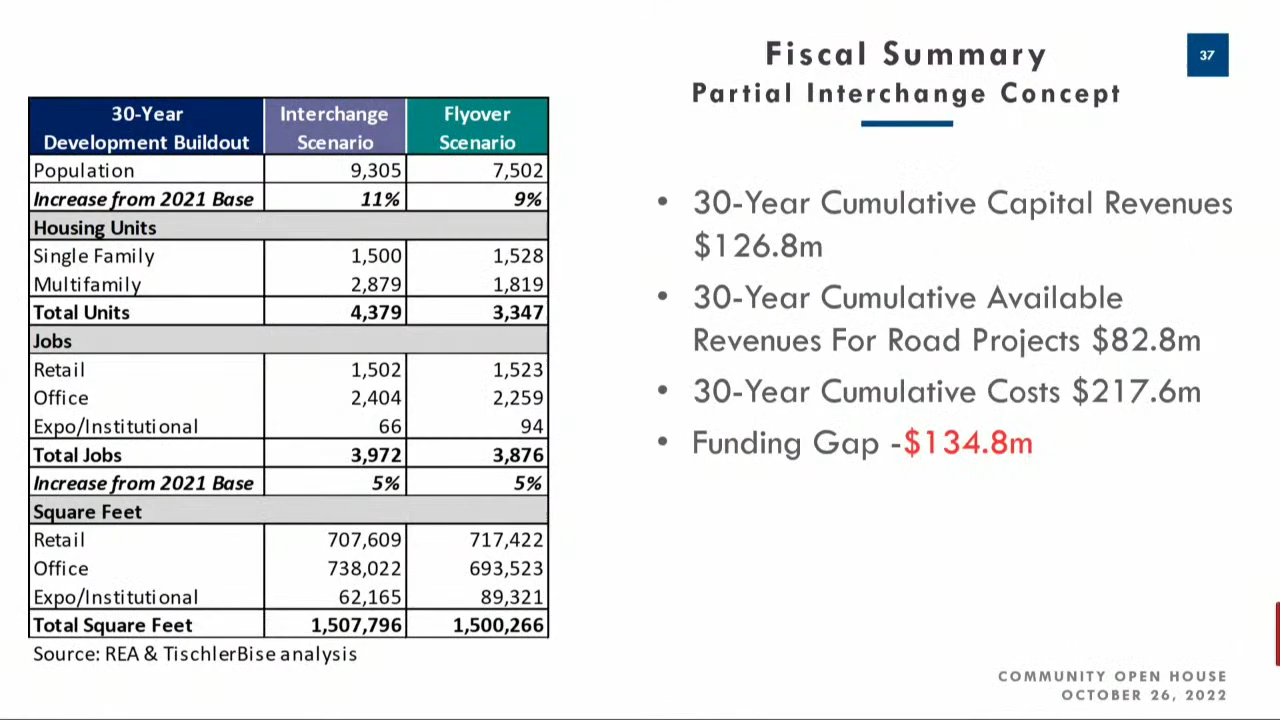 Fiscal Summary
Partial Interchange Concept
37
30-Year Development Buildout Interchange Scenario Flyover Scenario
Population 9,305 7,502
Increase from 2021 Base 11% 9%
Housing Units
Single Family 1,500 1,528
Multifamily 2,879 1,819
Total Units 4,379 3,347
Jobs
Retail 1,502 1,523
Office 2,404 2,259
Expo/Institutional 66 94
Total Jobs 3,972 3,876
Increase from 2021 Base 5% 5%
Square Feet
Retail 707,609 717,422
Office 738,022 693,523
Expo/Institutional 62,165 89,321
Total Square Feet 1,507,796 1,500,266
Source: REA & TischlerBise analysis
• 30-Year Cumulative Capital Revenues
$126.8m
• 30-Year Cumulative Available
Revenues For Road Projects $82.8m
• 30-Year Cumulative Costs $217.6m
• Funding Gap -$134.8m
COMMUNITY OPEN HOUSE
OCTOBER 26, 2022